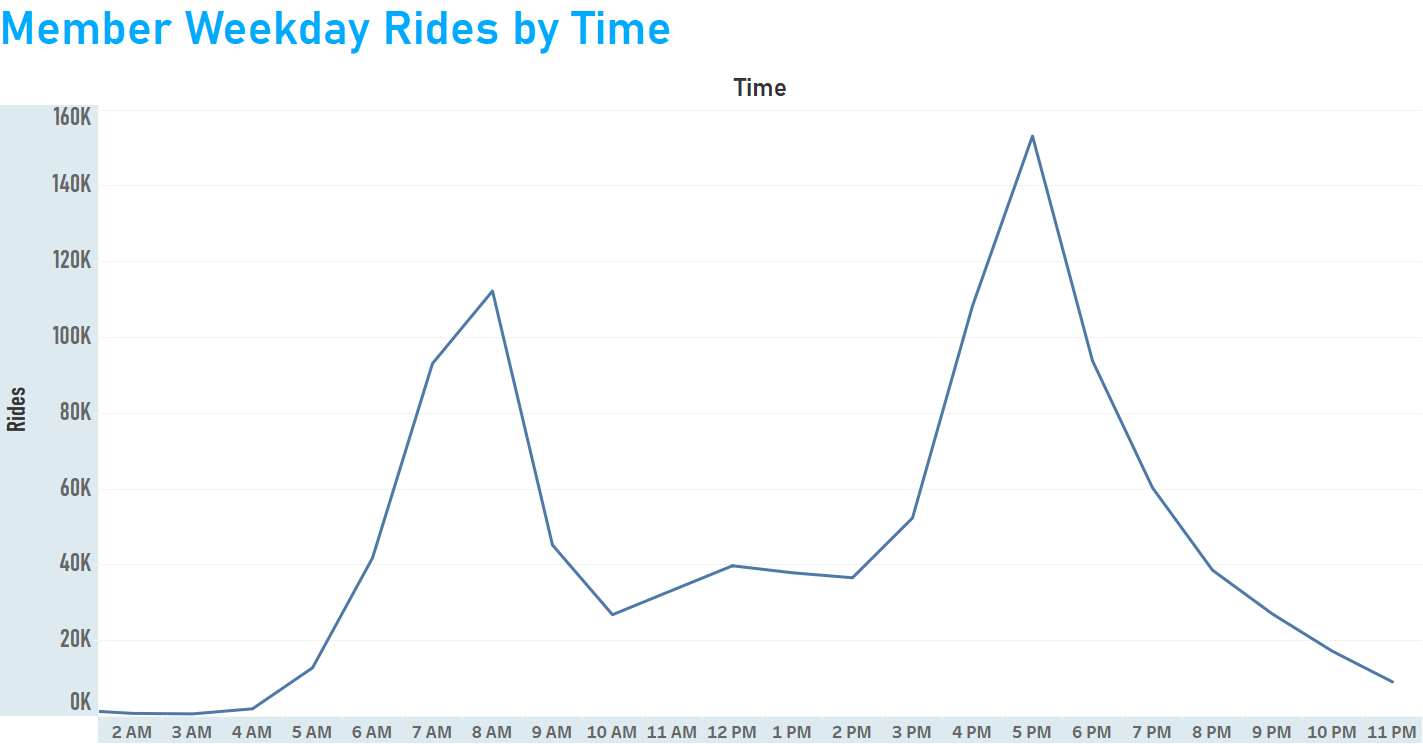 Member Weekday Rides by Time
Time
160K
140K
120K
100K
80K
60K
40K
20K
0K
Rides
2 AM 3 AM 4 AM 5 AM 6 AM 7 AM 8 AM 9 AM 10 AM 11 AM 12 PM 1 PM 2 PM 3 PM 4 PM 5 PM 6 PM 7 PM 8 PM 9 PM 10 PM 11 PM